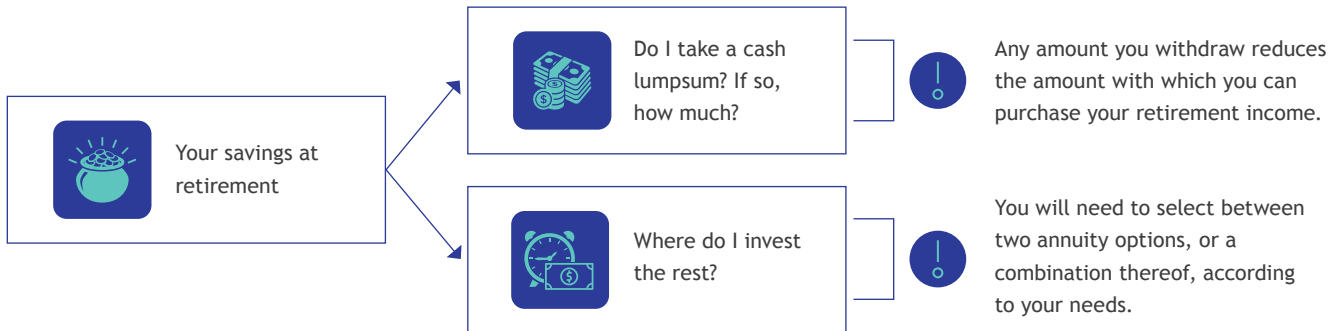 Your savings at
retirement
Do I take a cash
lumpsum? If so,
how much?
Any amount you withdraw reduces
the amount with which you can
purchase your retirement income.
Where do I invest
the rest?
You will need to select between
two annuity options, or a
combination thereof, according
to your needs.